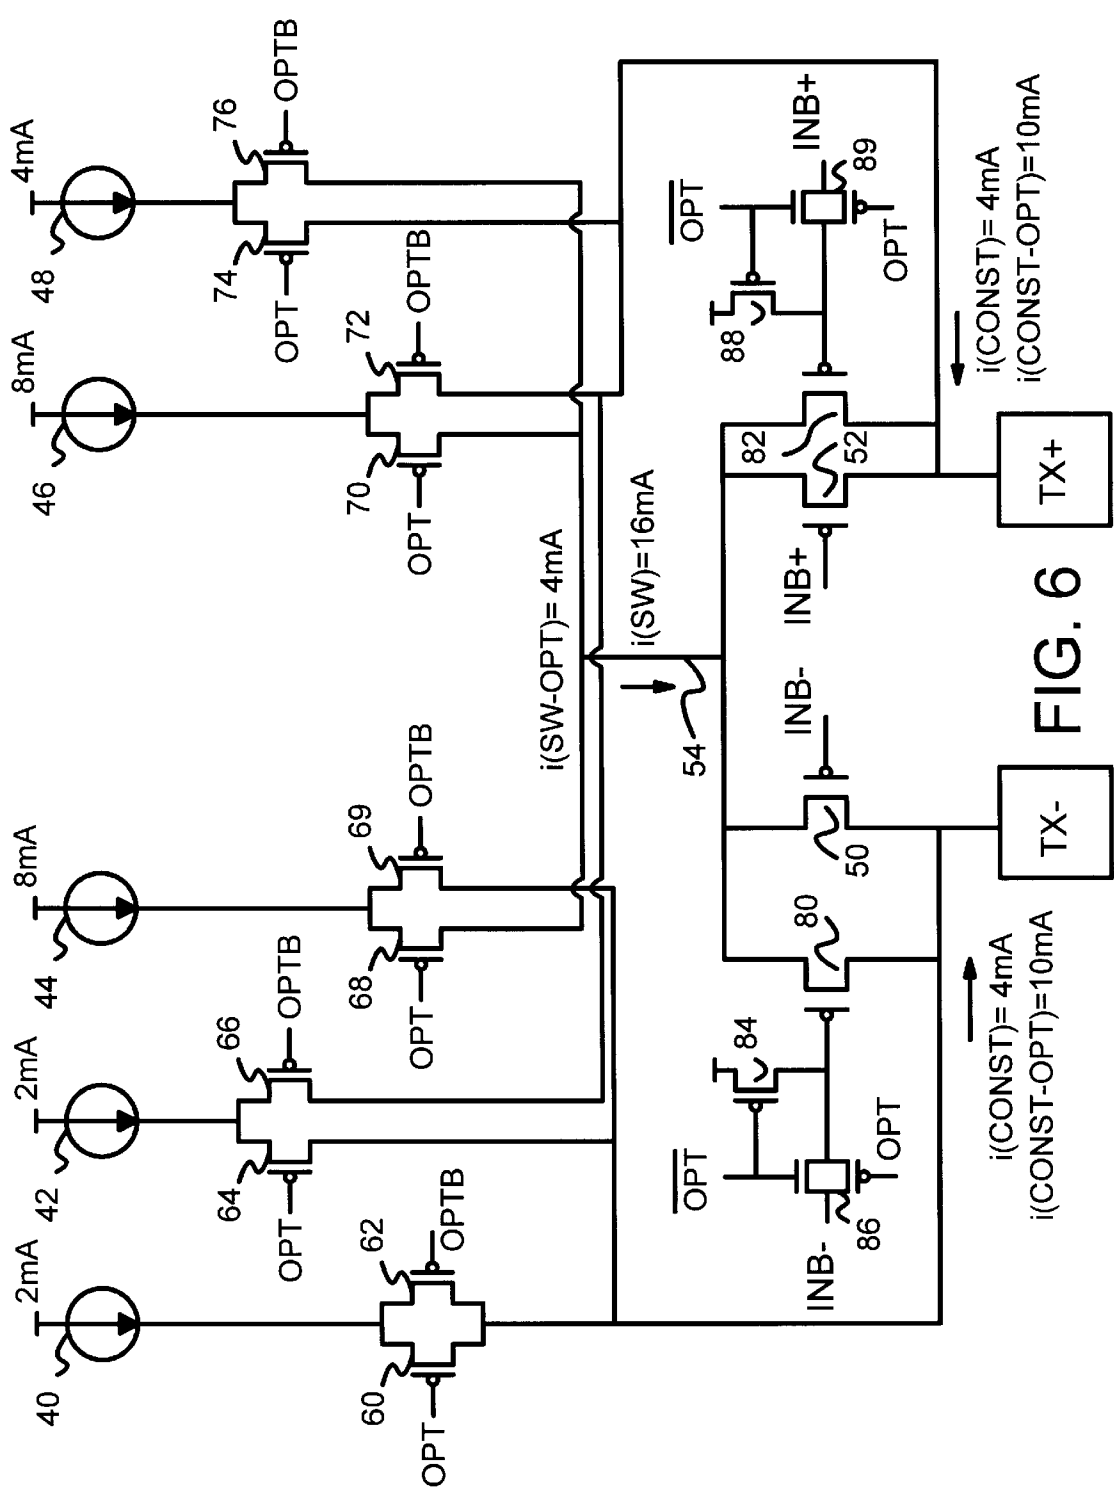 2mA
2mA
8mA
8mA
4mA
40
42
44
46
48
60
62
OPT
OPTB
64
66
OPT
OPTB
68
69
OPT
OPTB
70
72
OPT
OPTB
74
76
OPT
OPTB
i(SW-OPT)= 4mA
i(SW)=16mA
54
OPT
84
INB-
86
OPT
80
50
INB-
INB+
52
82
OPT
88
INB+
89
OPT
i(CONST)= 4mA
i(CONST-OPT)=10mA
i(CONST)= 4mA
i(CONST-OPT)=10mA
TX-
TX+
FIG. 6